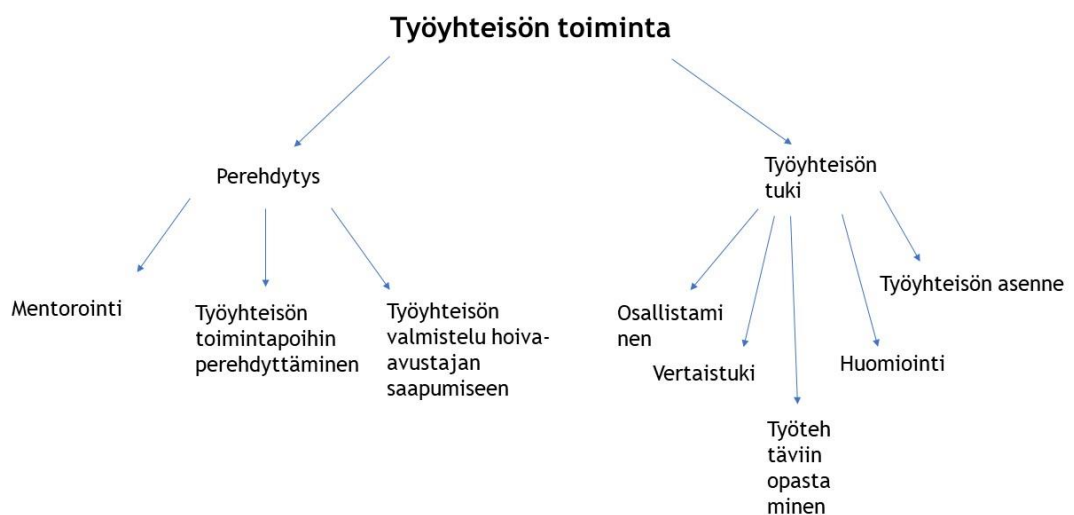 Työyhteisön toiminta
Perehdytys
Työyhteisön
tuki
Mentorointi
Työyhteisön
toimintapoihin
perehdyttäminen
Työyhteisön
valmistelu hoiva-
avustajan
saapumiseen
Osallistami
nen
Vertaistuki
Työteh
täviin
opasta
minen
Huomiointi
Työyhteisön asenne